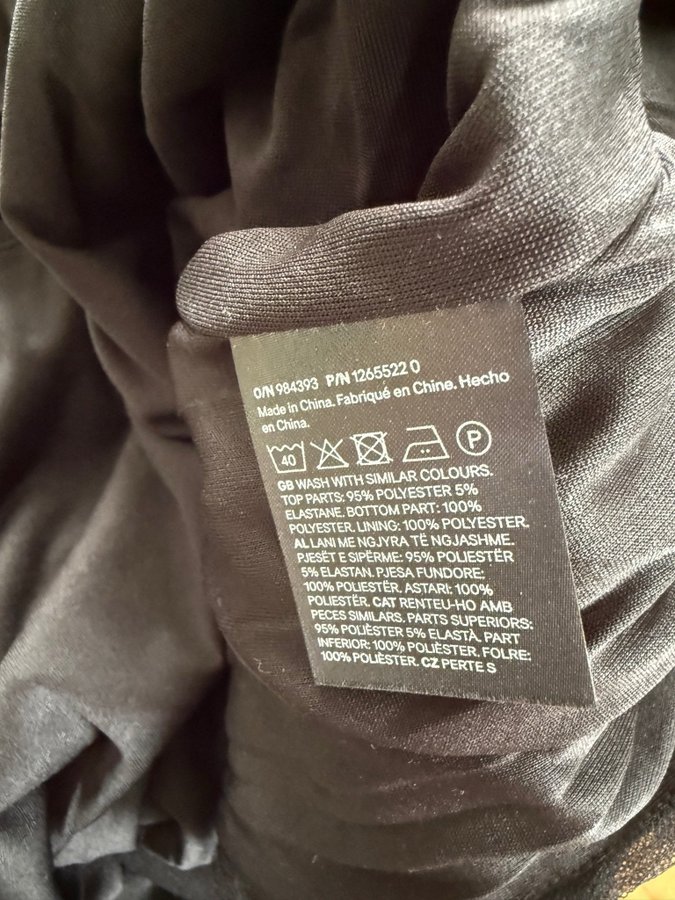 O/N 984393 P/N 1265522 0
Made in China. Fabriqué en Chine. Hecho
en China.
40 P
GB WASH WITH SIMILAR COLOURS.
TOP PARTS: 95% POLYESTER 5%
ELASTANE. BOTTOM PART: 100%
POLYESTER. LINING: 100% POLYESTER.
AL LANI ME NGJYRA TË NGJASHME.
PJESËT E SIPËRME: 95% POLIESTËR
5% ELASTAN. PJESA FUNDORE:
100% POLIESTËR. ASTARI: 100%
POLIESTËR. CAT RENTEU-HO AMB
PECES SIMILARS. PARTS SUPERIORS:
95% POLIÈSTER 5% ELASTÀ. PART
INFERIOR: 100% POLIÈSTER. FOLRE:
100% POLIÈSTER. CZ PERTE S